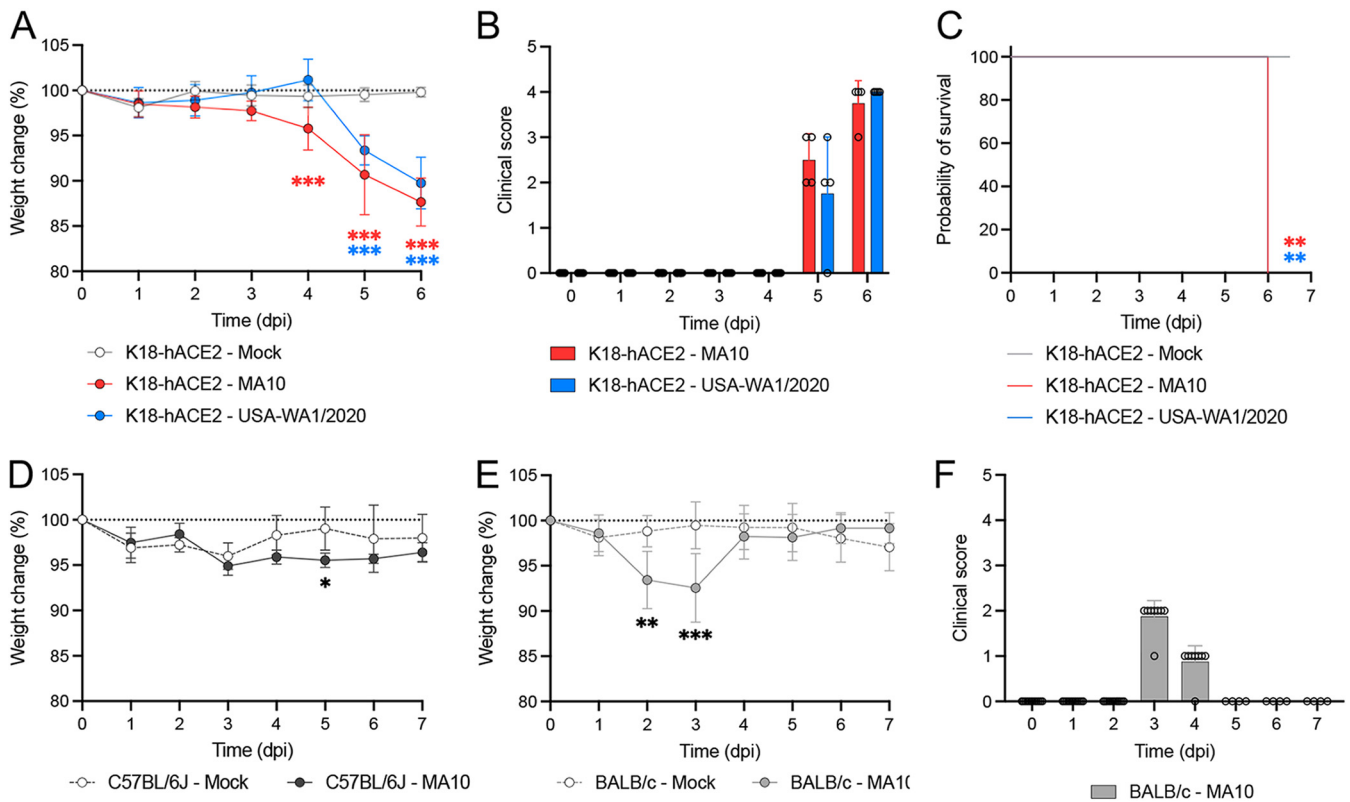 A
Weight change (%)
105
100
95
90
85
80
***
***
***
***
***
0 1 2 3 4 5 6
Time (dpi)
K18-hACE2 - Mock
K18-hACE2 - MA10
K18-hACE2 - USA-WA1/2020
B
Clinical score
5
4
3
2
1
0
0 1 2 3 4 5 6
Time (dpi)
K18-hACE2 - MA10
K18-hACE2 - USA-WA1/2020
C
Probability of survival
100
80
60
40
20
0
**
**
0 1 2 3 4 5 6 7
Time (dpi)
K18-hACE2 - Mock
K18-hACE2 - MA10
K18-hACE2 - USA-WA1/2020
D
Weight change (%)
105
100
95
90
85
80
*
0 1 2 3 4 5 6 7
Time (dpi)
C57BL/6J - Mock C57BL/6J - MA10
E
Weight change (%)
105
100
95
90
85
80
** ***
0 1 2 3 4 5 6 7
Time (dpi)
BALB/c - Mock BALB/c - MA1(
F
Clinical score
5
4
3
2
1
0
0 1 2 3 4 5 6 7
Time (dpi)
BALB/c - MA10